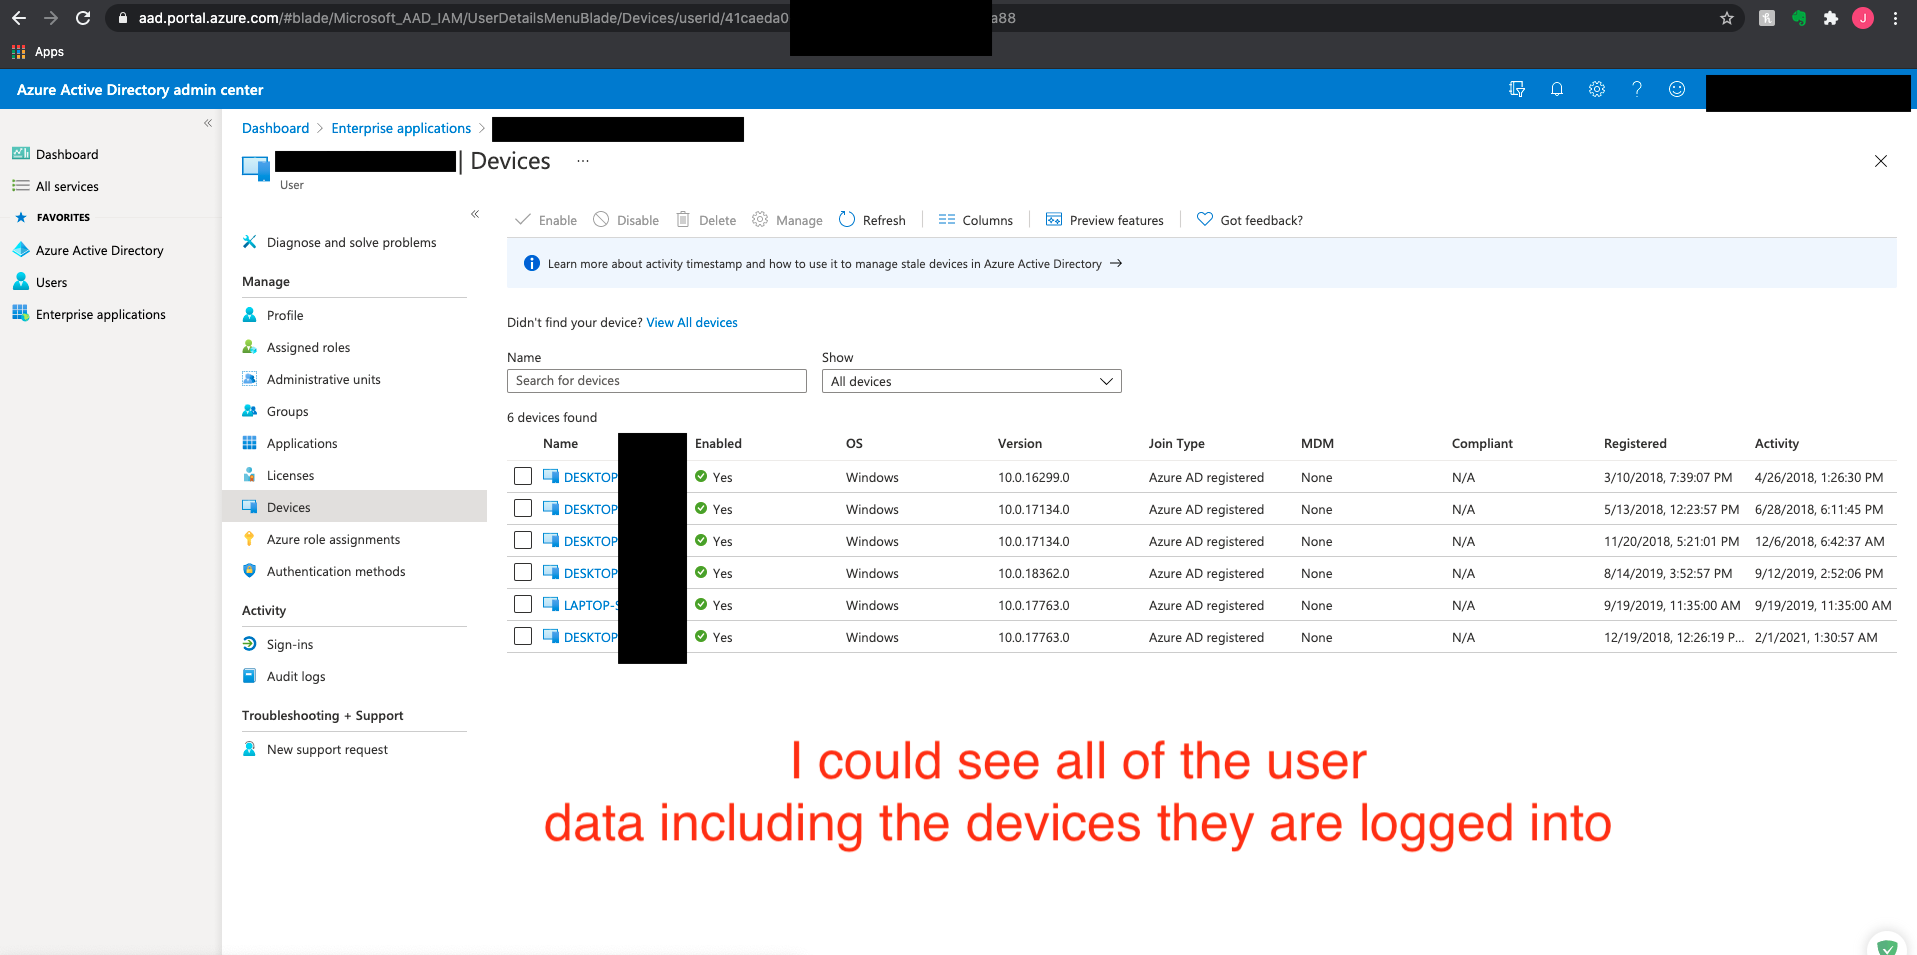 aad.portal.azure.com/#blade/Microsoft_AAD_IAM/UserDetailsMenuBlade/Devices/userId/41caeda0 a88
J
Apps
Azure Active Directory admin center
Dashboard > Enterprise applications >
| Devices ...
User
Dashboard
All services
FAVORITES
Azure Active Directory
Users
Enterprise applications
Diagnose and solve problems
Manage
Profile
Assigned roles
Administrative units
Groups
Applications
Licenses
Devices
Azure role assignments
Authentication methods
Activity
Sign-ins
Audit logs
Troubleshooting + Support
New support request
Enable Disable Delete Manage Refresh Columns Preview features Got feedback?
Learn more about activity timestamp and how to use it to manage stale devices in Azure Active Directory →
Didn't find your device? View All devices
Name Show
Search for devices All devices
6 devices found
Name Enabled OS Version Join Type MDM Compliant Registered Activity
DESKTOP Yes Windows 10.0.16299.0 Azure AD registered None N/A 3/10/2018, 7:39:07 PM 4/26/2018, 1:26:30 PM
DESKTOP Yes Windows 10.0.17134.0 Azure AD registered None N/A 5/13/2018, 12:23:57 PM 6/28/2018, 6:11:45 PM
DESKTOP Yes Windows 10.0.17134.0 Azure AD registered None N/A 11/20/2018, 5:21:01 PM 12/6/2018, 6:42:37 AM
DESKTOP Yes Windows 10.0.18362.0 Azure AD registered None N/A 8/14/2019, 3:52:57 PM 9/12/2019, 2:52:06 PM
LAPTOP-S Yes Windows 10.0.17763.0 Azure AD registered None N/A 9/19/2019, 11:35:00 AM 9/19/2019, 11:35:00 AM
DESKTOP Yes Windows 10.0.17763.0 Azure AD registered None N/A 12/19/2018, 12:26:19 P... 2/1/2021, 1:30:57 AM
I could see all of the user
data including the devices they are logged into